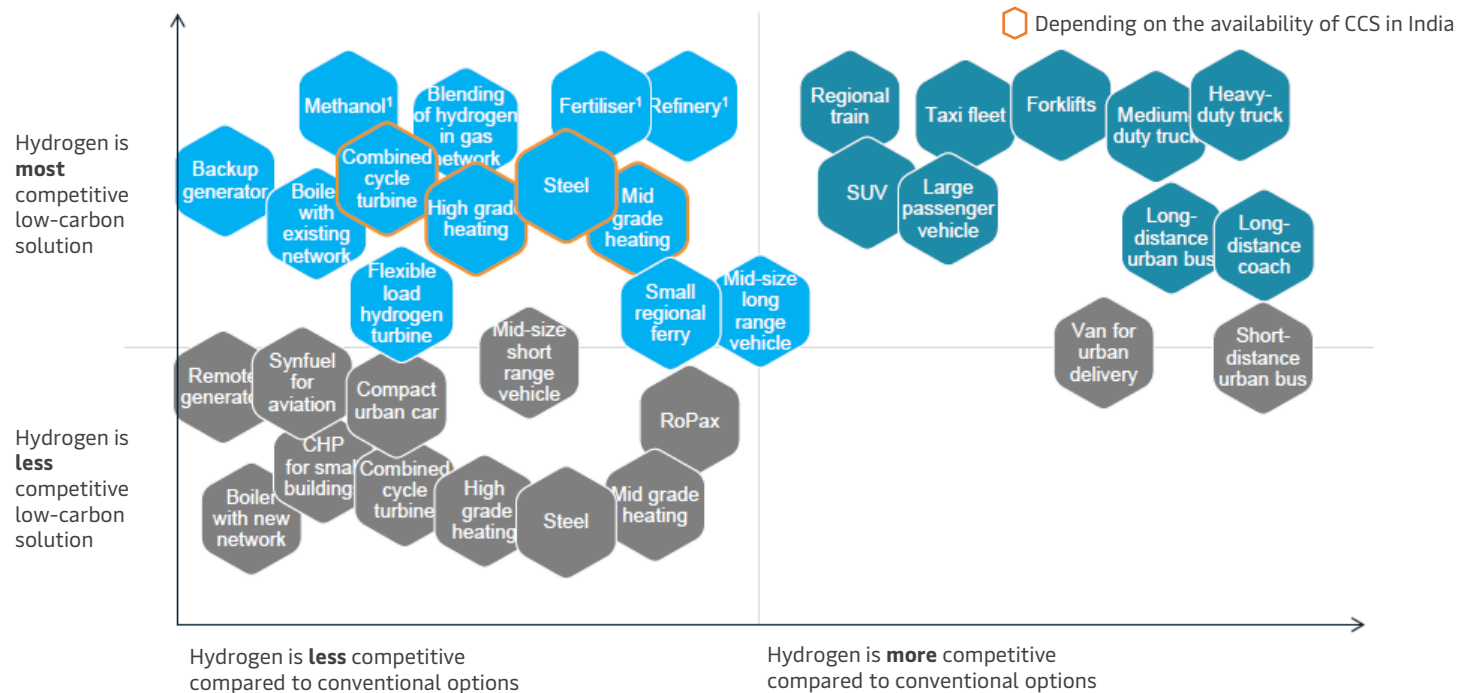 Depending on the availability of CCS in India
Hydrogen is
most
competitive
low-carbon
solution
Hydrogen is
less
competitive
low-carbon
solution
Methanol¹
Blending
of hydrogen
in gas
network
Fertiliser¹
Refinery¹
Backup
generator
Boiler
with
existing
network
Combined
cycle
turbine
High grade
heating
Steel
Mid
grade
heating
Flexible
load
hydrogen
turbine
Small
regional
ferry
Mid-size
long
range
vehicle
Regional
train
Taxi fleet
Forklifts
Medium-
duty truck
Heavy-
duty truck
SUV
Large
passenger
vehicle
Long-
distance
urban bus
Long-
distance
coach
Remote
generator
Synfuel
for
aviation
Compact
urban car
Mid-size
short
range
vehicle
RoPax
Van for
urban
delivery
Short-
distance
urban bus
Boiler
with new
network
CHP
for small
buildings
Combined
cycle
turbine
High
grade
heating
Steel
Mid grade
heating
Hydrogen is less competitive
compared to conventional options
Hydrogen is more competitive
compared to conventional options